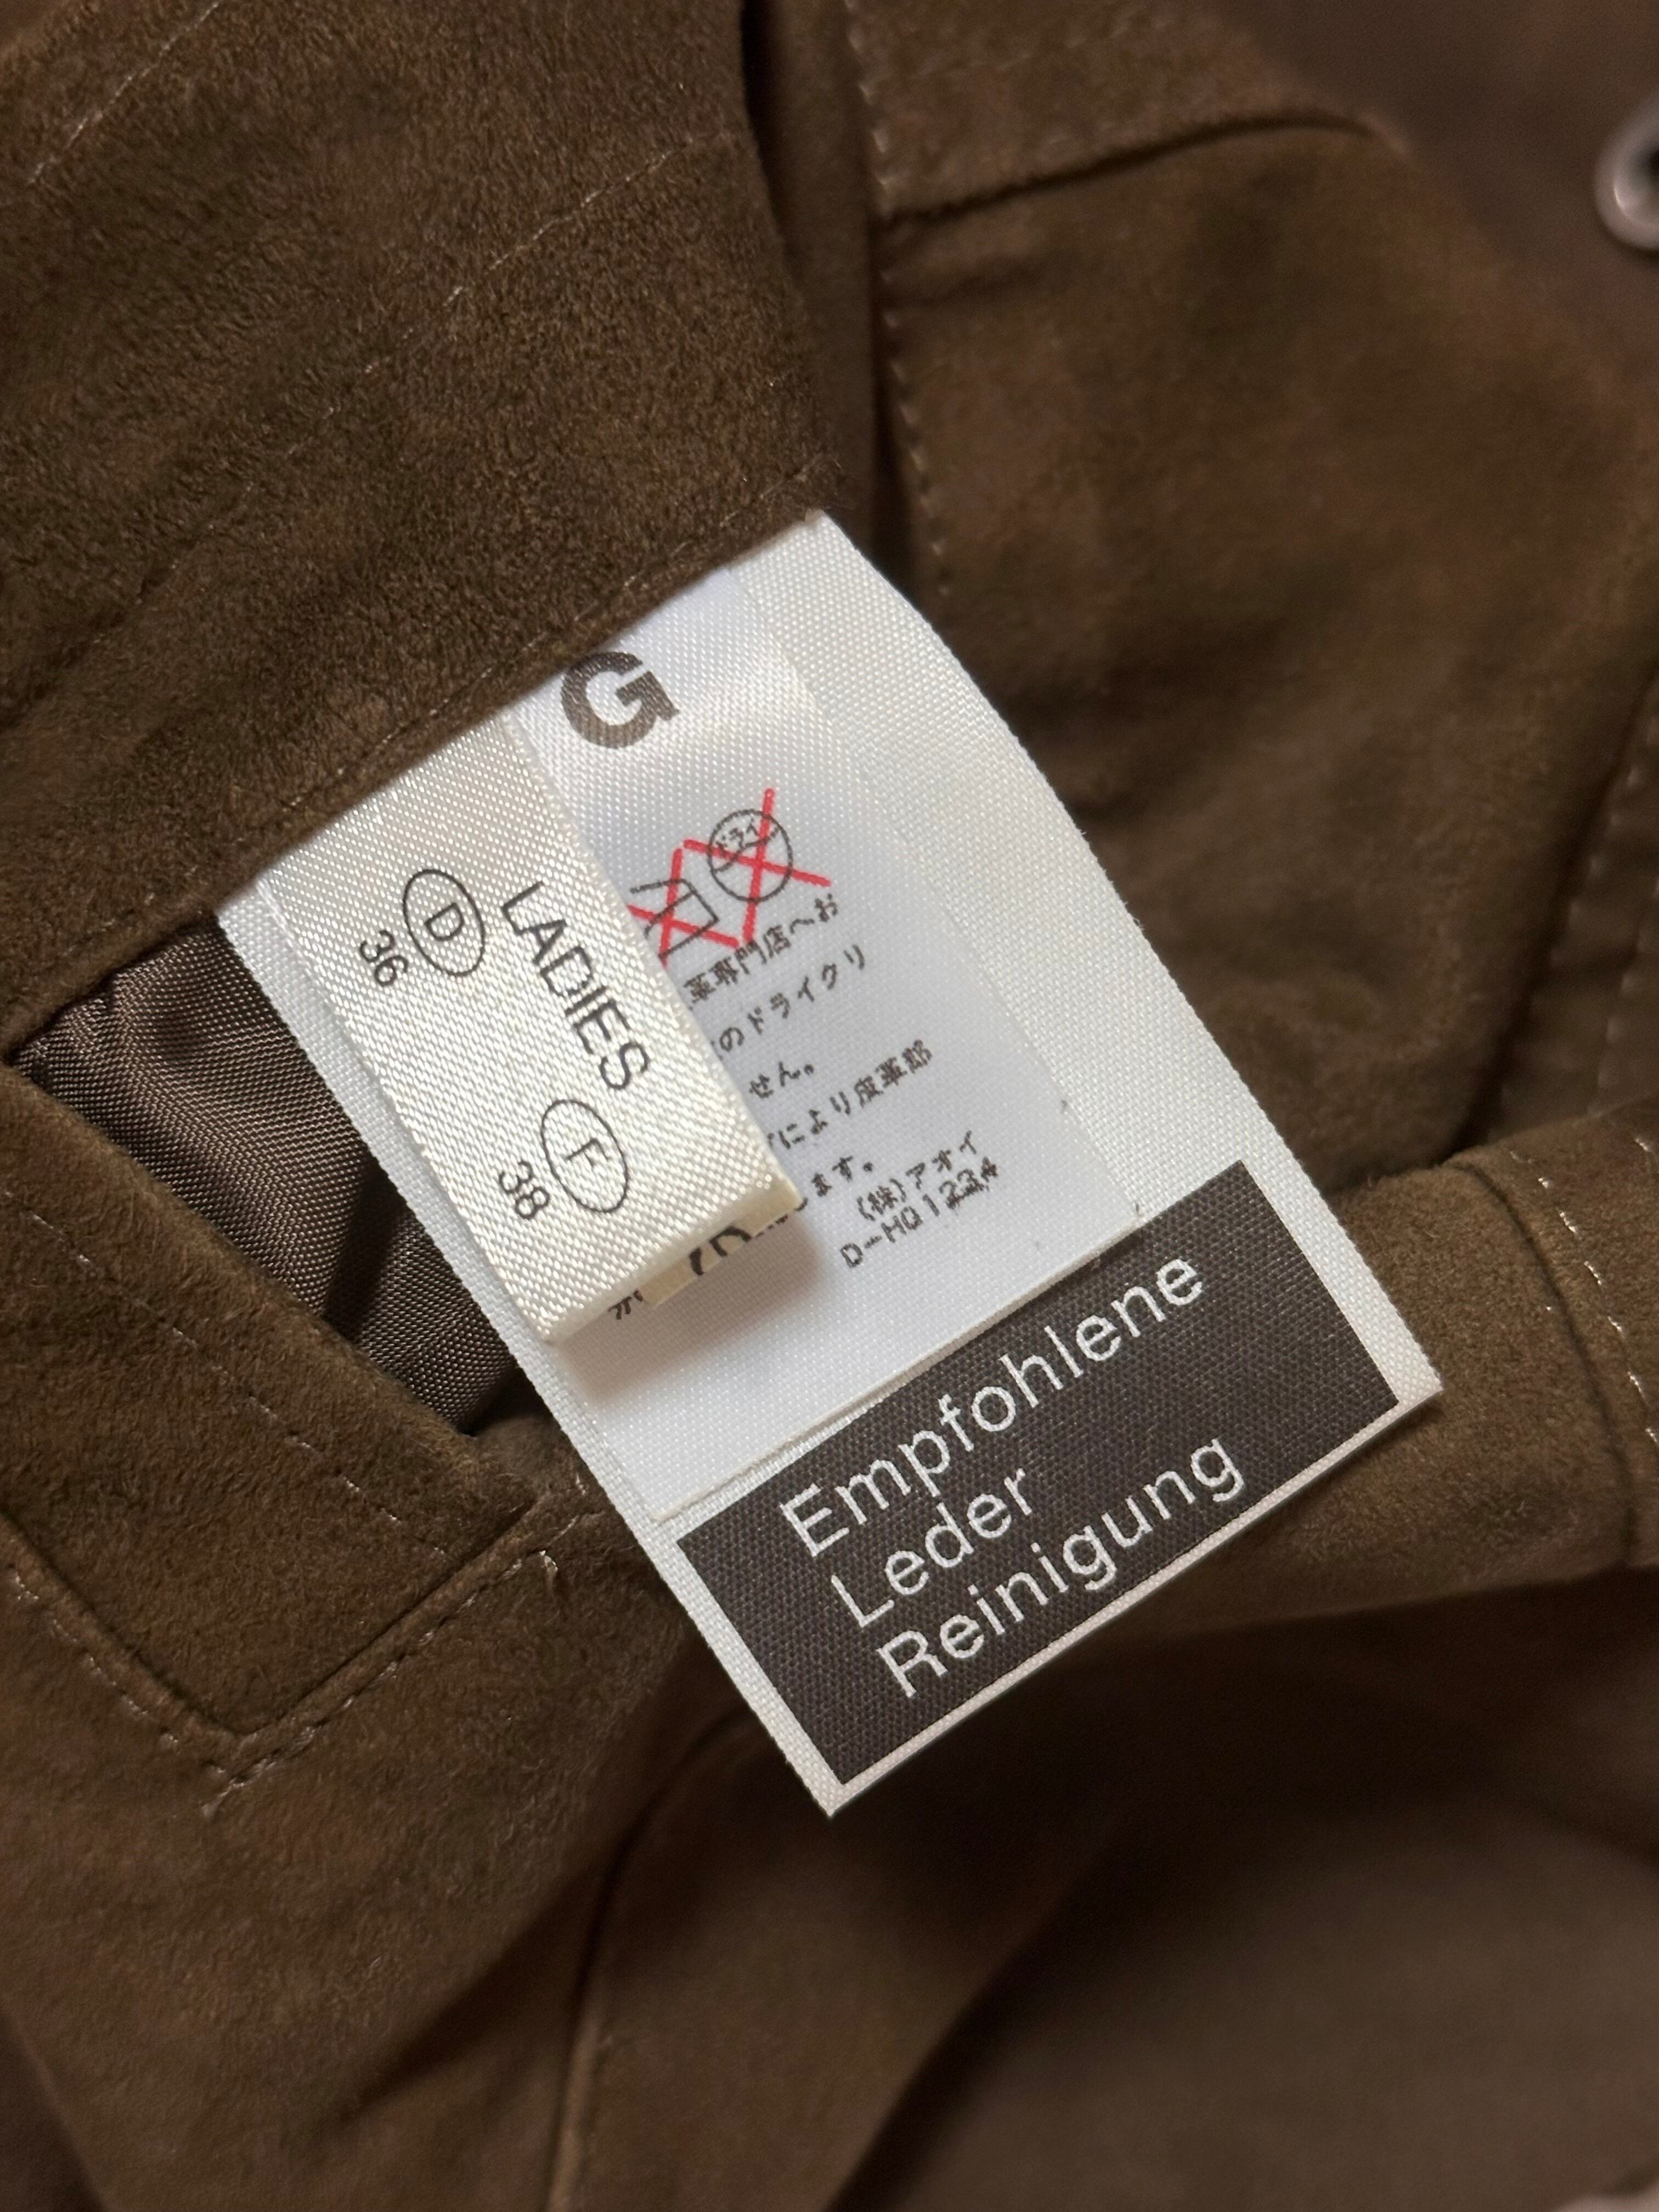 G
LADIES
D
36
F
38
ドライ
革専門店へお
のドライクリ
せん。
により皮革部
ます。
(株)アオイ
D-HQ1224
Empfohlene
Leder
Reinigung